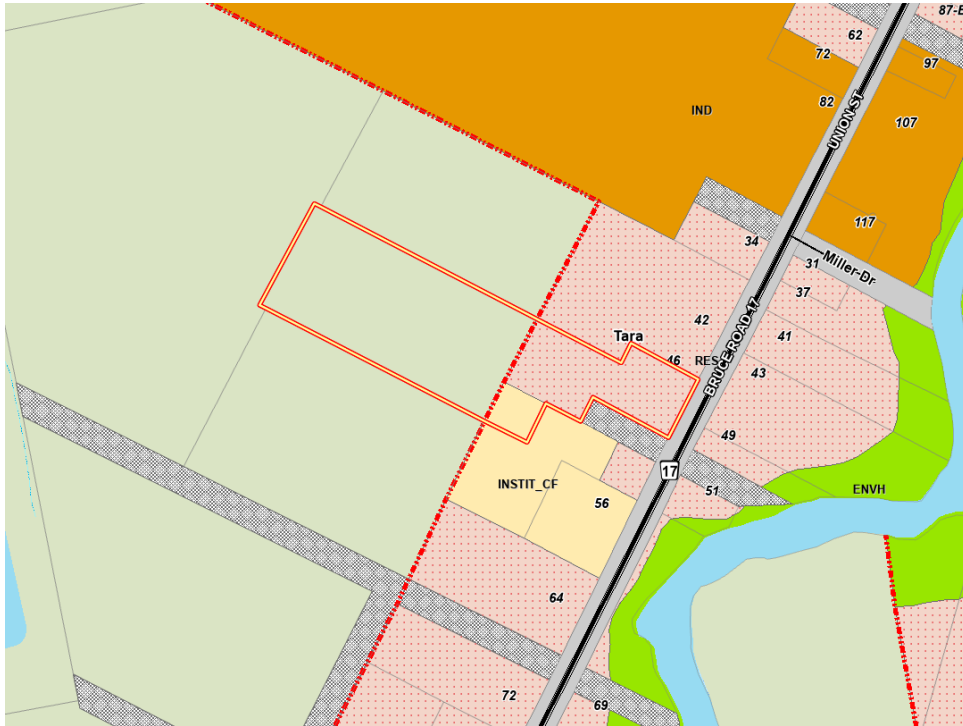 87-B
62
72
97
82
107
IND
UNION ST
117
34
31
Miller-Dr
37
42
Tara
41
46
RES
BRUCE ROAD 17
43
49
17
INSTIT_CF
56
51
ENVH
64
72
69